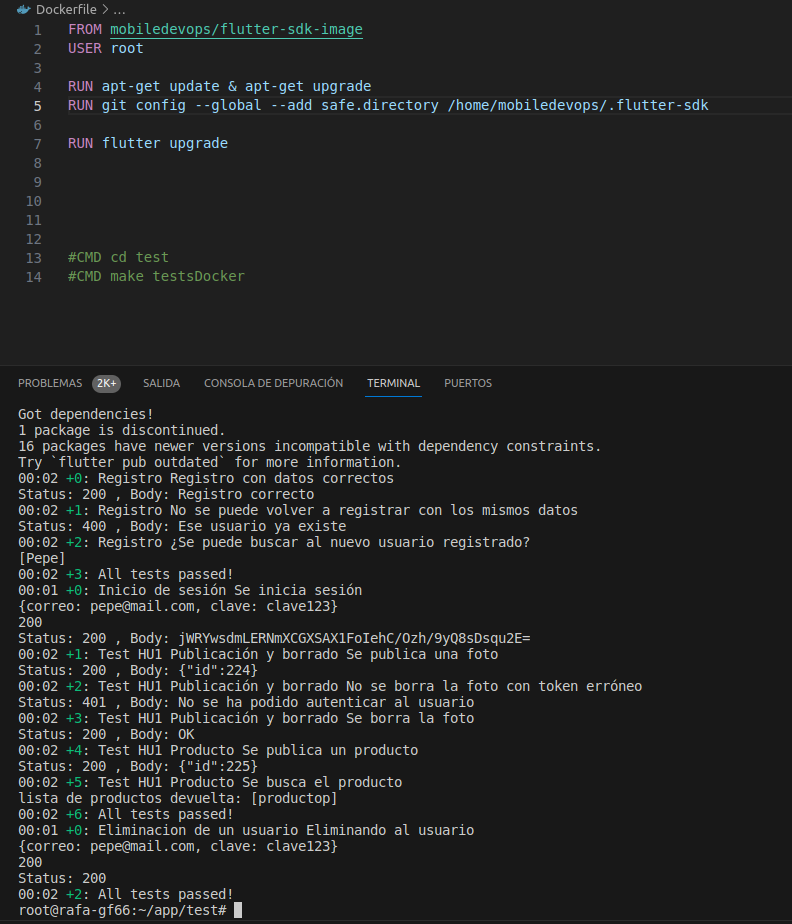 Dockerfile > ...
1 FROM mobiledevops/flutter-sdk-image
2 USER root
3
4 RUN apt-get update & apt-get upgrade
5 RUN git config --global --add safe.directory /home/mobiledevops/.flutter-sdk
6
7 RUN flutter upgrade
8
9
10
11
12
13 #CMD cd test
14 #CMD make testsDocker
PROBLEMAS 2K+ SALIDA CONSOLA DE DEPURACIÓN TERMINAL PUERTOS
Got dependencies!
1 package is discontinued.
16 packages have newer versions incompatible with dependency constraints.
Try `flutter pub outdated` for more information.
00:02 +0: Registro Registro con datos correctos
Status: 200 , Body: Registro correcto
00:02 +1: Registro No se puede volver a registrar con los mismos datos
Status: 400 , Body: Ese usuario ya existe
00:02 +2: Registro ¿Se puede buscar al nuevo usuario registrado?
[Pepe]
00:02 +3: All tests passed!
00:01 +0: Inicio de sesión Se inicia sesión
{correo: pepe@mail.com, clave: clave123}
200
Status: 200 , Body: jWRYwsdmLERNmXCGXSAX1FoIehC/Ozh/9yQ8sDsqu2E=
00:02 +1: Test HU1 Publicación y borrado Se publica una foto
Status: 200 , Body: {"id":224}
00:02 +2: Test HU1 Publicación y borrado No se borra la foto con token erróneo
Status: 401 , Body: No se ha podido autenticar al usuario
00:02 +3: Test HU1 Publicación y borrado Se borra la foto
Status: 200 , Body: OK
00:02 +4: Test HU1 Producto Se publica un producto
Status: 200 , Body: {"id":225}
00:02 +5: Test HU1 Producto Se busca el producto
lista de productos devuelta: [productop]
00:02 +6: All tests passed!
00:01 +0: Eliminacion de un usuario Eliminando al usuario
{correo: pepe@mail.com, clave: clave123}
200
Status: 200
00:02 +2: All tests passed!
root@rafa-gf66:~/app/test#